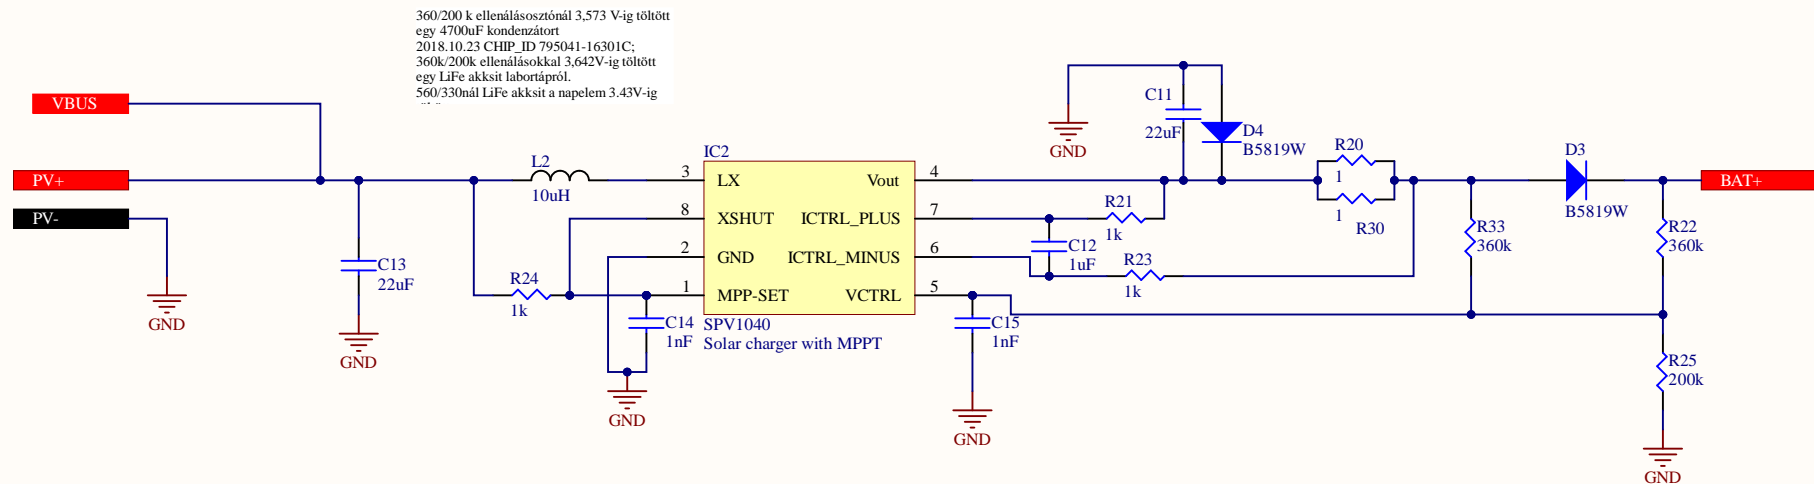 360/200 k ellenálásosztónál 3,573 V-ig töltött
egy 4700uF kondenzátort
2018.10.23 CHIP_ID 795041-16301C;
360k/200k ellenálásokkal 3,642V-ig töltött
egy LiFe akksit labortápról.
560/330nál LiFe akksit a napelem 3.43V-ig
VBUS
PV+
PV-
GND
C13
22uF
GND
L2
10uH
R24
1k
C14
1nF
GND
IC2
3
LX
Vout
4
8
XSHUT
ICTRL_PLUS
7
2
GND
ICTRL_MINUS
6
1
MPP-SET
VCTRL
5
SPV1040
Solar charger with MPPT
GND
C11
22uF
D4
B5819W
R21
1k
C12
1uF
R23
1k
C15
1nF
GND
R20
1
1
R30
R33
360k
D3
B5819W
BAT+
R22
360k
R25
200k
GND